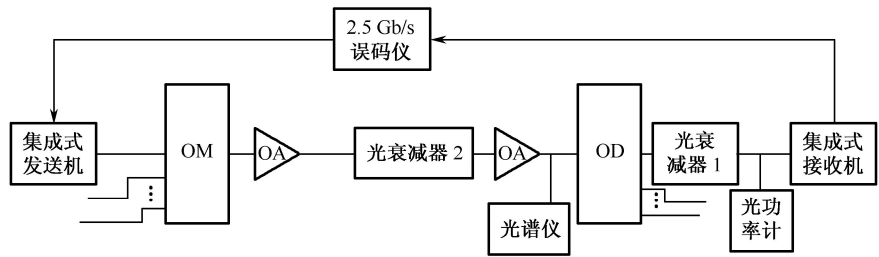 2.5 Gb/s
误码仪
集成式
发送机
OM
OA
光衰减器 2
OA
OD
光衰
减器 1
集成式
接收机
光谱仪
光功
率计